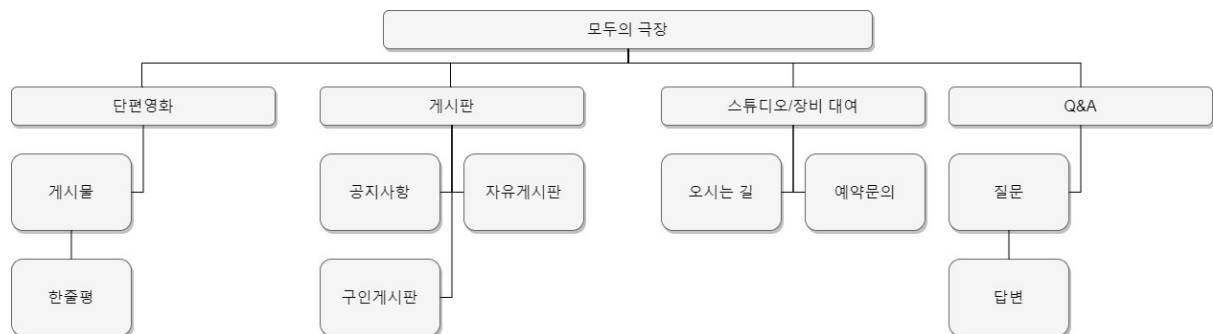 모두의 극장
단편영화
게시판
스튜디오/장비 대여
Q&A
게시물
공지사항
자유게시판
오시는 길
예약문의
질문
한줄평
구인게시판
답변